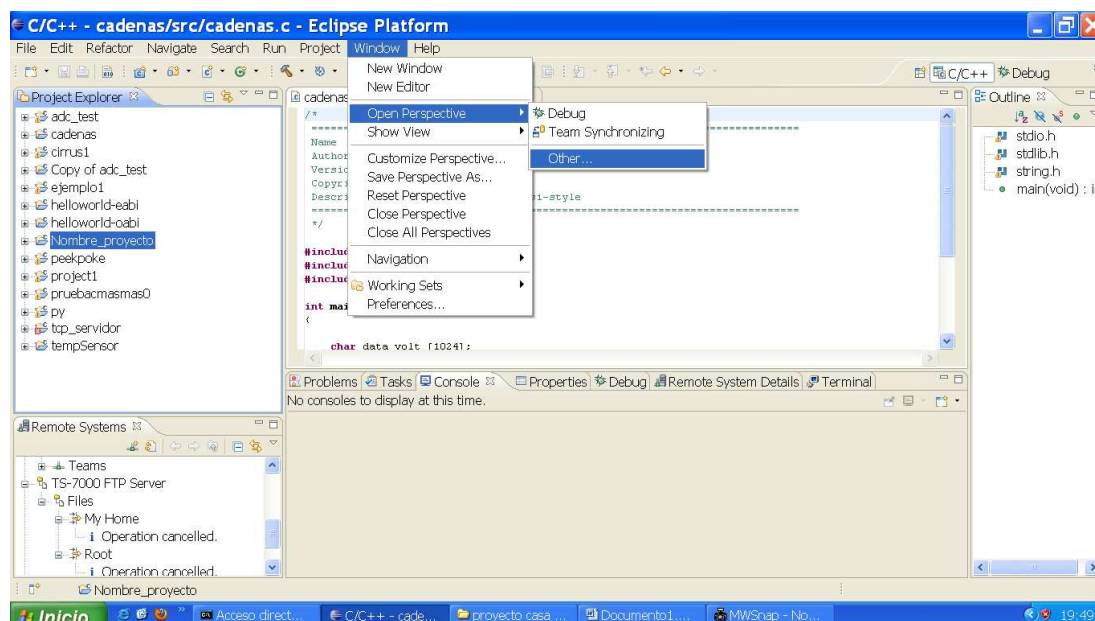 C/C++ - cadenas/src/cadenas.c - Eclipse Platform
File Edit Refactor Navigate Search Run Project Window Help
C/C++ Debug
Project Explorer
adc_test
cadenas
cirrus1
Copy of adc_test
ejemplo1
helloworld-eabi
helloworld-oabi
Nombre_proyecto
peekpoke
project1
pruebacmasmas0
py
tcp_servidor
tempSensor
New Window
New Editor
Open Perspective
Show View
Customize Perspective...
Save Perspective As...
Reset Perspective
Close Perspective
Close All Perspectives
Navigation
Working Sets
Preferences...
Debug
Team Synchronizing
Other...
cadenas
/*
Name
Author
Versio
Copyri
Descri
si-style
*/
#includ
#includ
#includ
int mai
{
char data volt [1024];
Outline
stdio.h
stdlib.h
string.h
main(void) : i
Problems Tasks Console Properties Debug Remote System Details Terminal
No consoles to display at this time.
Remote Systems
Teams
TS-7000 FTP Server
Files
My Home
Operation cancelled.
Root
Operation cancelled.
Nombre_proyecto
Inicio
Acceso direct...
C/C++ - cade...
proyecto casa ...
Documento1....
MWSnap - No...
19:49